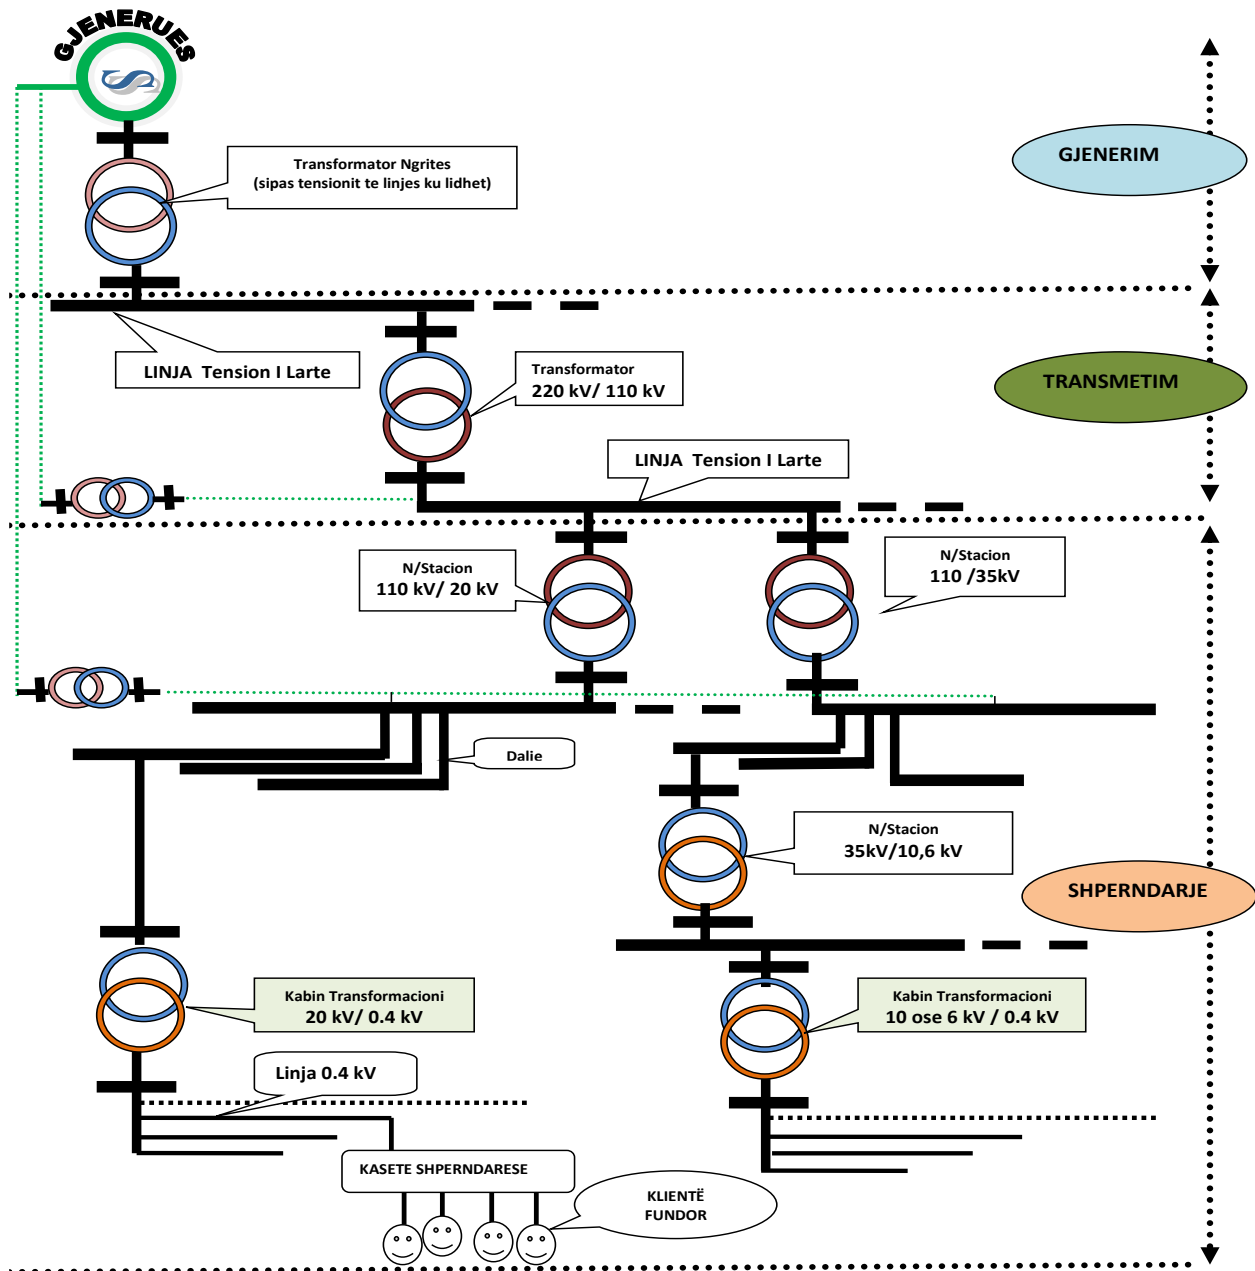 GJENERUES
Transformator Ngrites
(sipas tensionit te linjes ku lidhet)
GJENERIM
LINJA Tension I Larte
Transformator
220 kV/ 110 kV
TRANSMETIM
LINJA Tension I Larte
N/Stacion
110 kV/ 20 kV
N/Stacion
110 /35kV
Dalie
N/Stacion
35kV/10,6 kV
SHPERNDARJE
Kabin Transformacioni
20 kV/ 0.4 kV
Kabin Transformacioni
10 ose 6 kV / 0.4 kV
Linja 0.4 kV
KASETE SHPERNDARESE
KLIENTË
FUNDOR